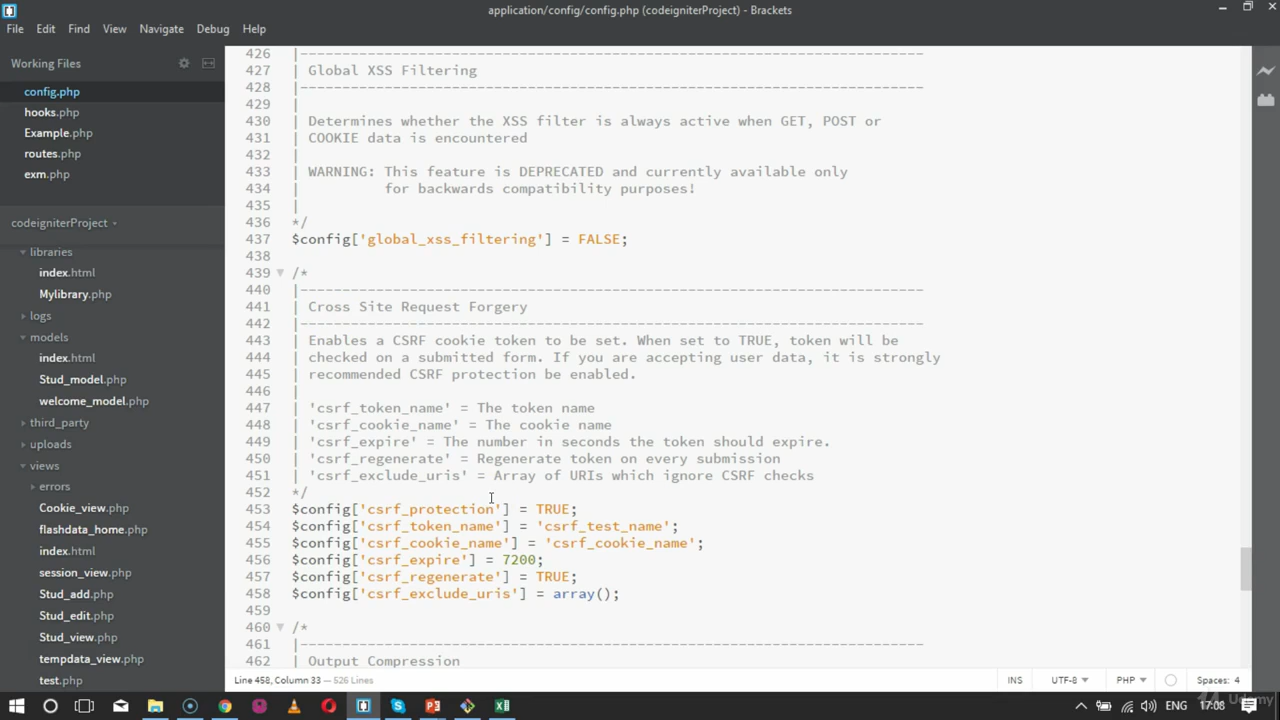 application/config/config.php (codeigniterProject) - Brackets
File Edit Find View Navigate Debug Help
Working Files
config.php
hooks.php
Example.php
routes.php
exm.php
codeigniterProject
libraries
index.html
Mylibrary.php
logs
models
index.html
Stud_model.php
welcome_model.php
third_party
uploads
views
errors
Cookie_view.php
flashdata_home.php
index.html
session_view.php
Stud_add.php
Stud_edit.php
Stud_view.php
tempdata_view.php
test.php
426 |--------------------------------------------------------------------------
427 | Global XSS Filtering
428 |--------------------------------------------------------------------------
429 |
430 | Determines whether the XSS filter is always active when GET, POST or
431 | COOKIE data is encountered
432 |
433 | WARNING: This feature is DEPRECATED and currently available only
434 |          for backwards compatibility purposes!
435 |
436 */
437 $config['global_xss_filtering'] = FALSE;
438
439 /*
440 |--------------------------------------------------------------------------
441 | Cross Site Request Forgery
442 |--------------------------------------------------------------------------
443 | Enables a CSRF cookie token to be set. When set to TRUE, token will be
444 | checked on a submitted form. If you are accepting user data, it is strongly
445 | recommended CSRF protection be enabled.
446 |
447 | 'csrf_token_name' = The token name
448 | 'csrf_cookie_name' = The cookie name
449 | 'csrf_expire' = The number in seconds the token should expire.
450 | 'csrf_regenerate' = Regenerate token on every submission
451 | 'csrf_exclude_uris' = Array of URIs which ignore CSRF checks
452 */
453 $config['csrf_protection'] = TRUE;
454 $config['csrf_token_name'] = 'csrf_test_name';
455 $config['csrf_cookie_name'] = 'csrf_cookie_name';
456 $config['csrf_expire'] = 7200;
457 $config['csrf_regenerate'] = TRUE;
458 $config['csrf_exclude_uris'] = array();
459
460 /*
461 |--------------------------------------------------------------------------
462 | Output Compression
Line 458, Column 33 — 526 Lines
INS UTF-8 PHP Spaces: 4
ENG 17:08
Udemy